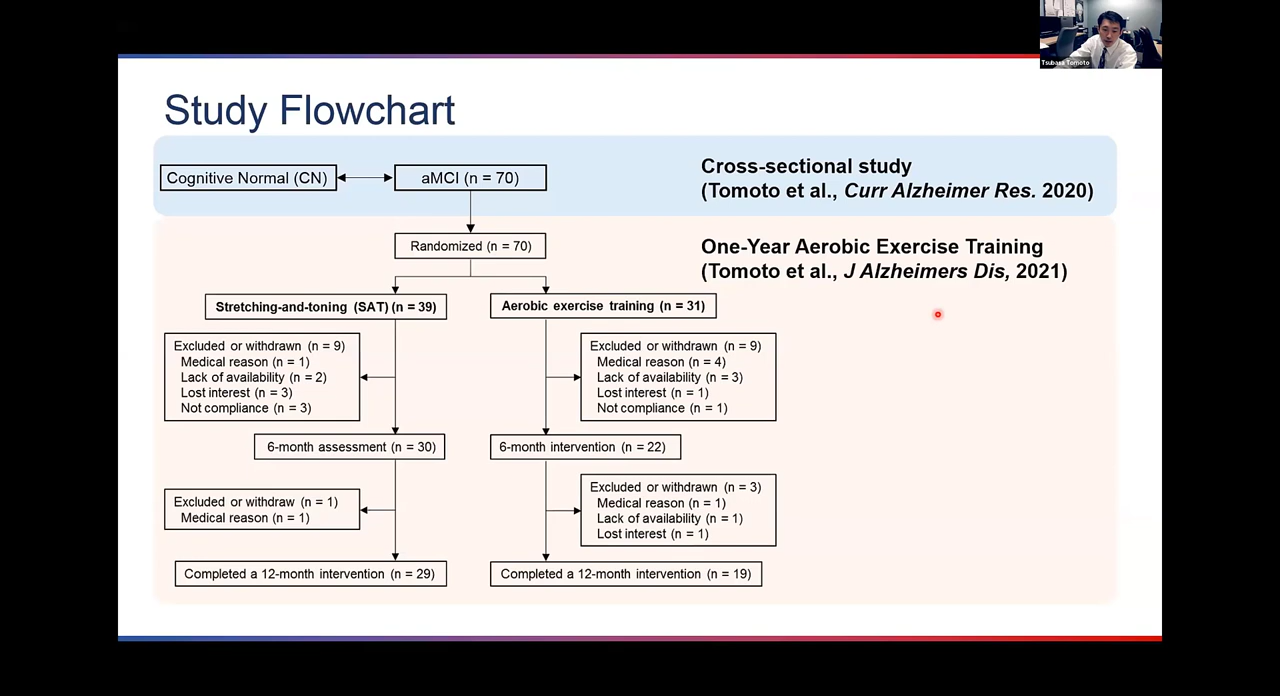 Tsubasa Tomoto
Study Flowchart
Cognitive Normal (CN)
aMCI (n = 70)
Cross-sectional study
(Tomoto et al., Curr Alzheimer Res. 2020)
Randomized (n = 70)
One-Year Aerobic Exercise Training
(Tomoto et al., J Alzheimers Dis, 2021)
Stretching-and-toning (SAT) (n = 39)
Aerobic exercise training (n = 31)
Excluded or withdrawn (n = 9)
Medical reason (n = 1)
Lack of availability (n = 2)
Lost interest (n = 3)
Not compliance (n = 3)
Excluded or withdrawn (n = 9)
Medical reason (n = 4)
Lack of availability (n = 3)
Lost interest (n = 1)
Not compliance (n = 1)
6-month assessment (n = 30)
6-month intervention (n = 22)
Excluded or withdraw (n = 1)
Medical reason (n = 1)
Excluded or withdrawn (n = 3)
Medical reason (n = 1)
Lack of availability (n = 1)
Lost interest (n = 1)
Completed a 12-month intervention (n = 29)
Completed a 12-month intervention (n = 19)